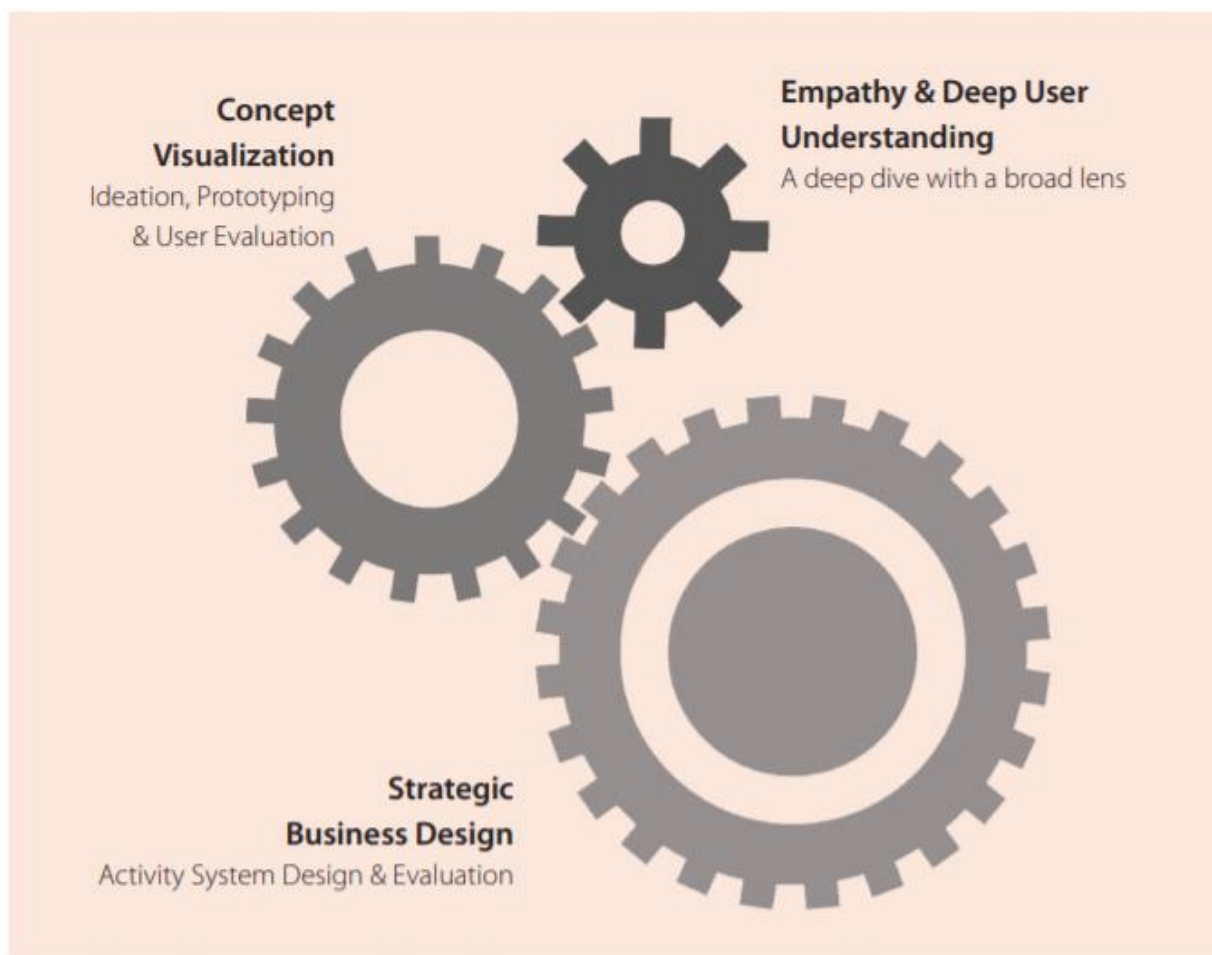 Concept
Visualization
Ideation, Prototyping
& User Evaluation
Empathy & Deep User
Understanding
A deep dive with a broad lens
Strategic
Business Design
Activity System Design & Evaluation